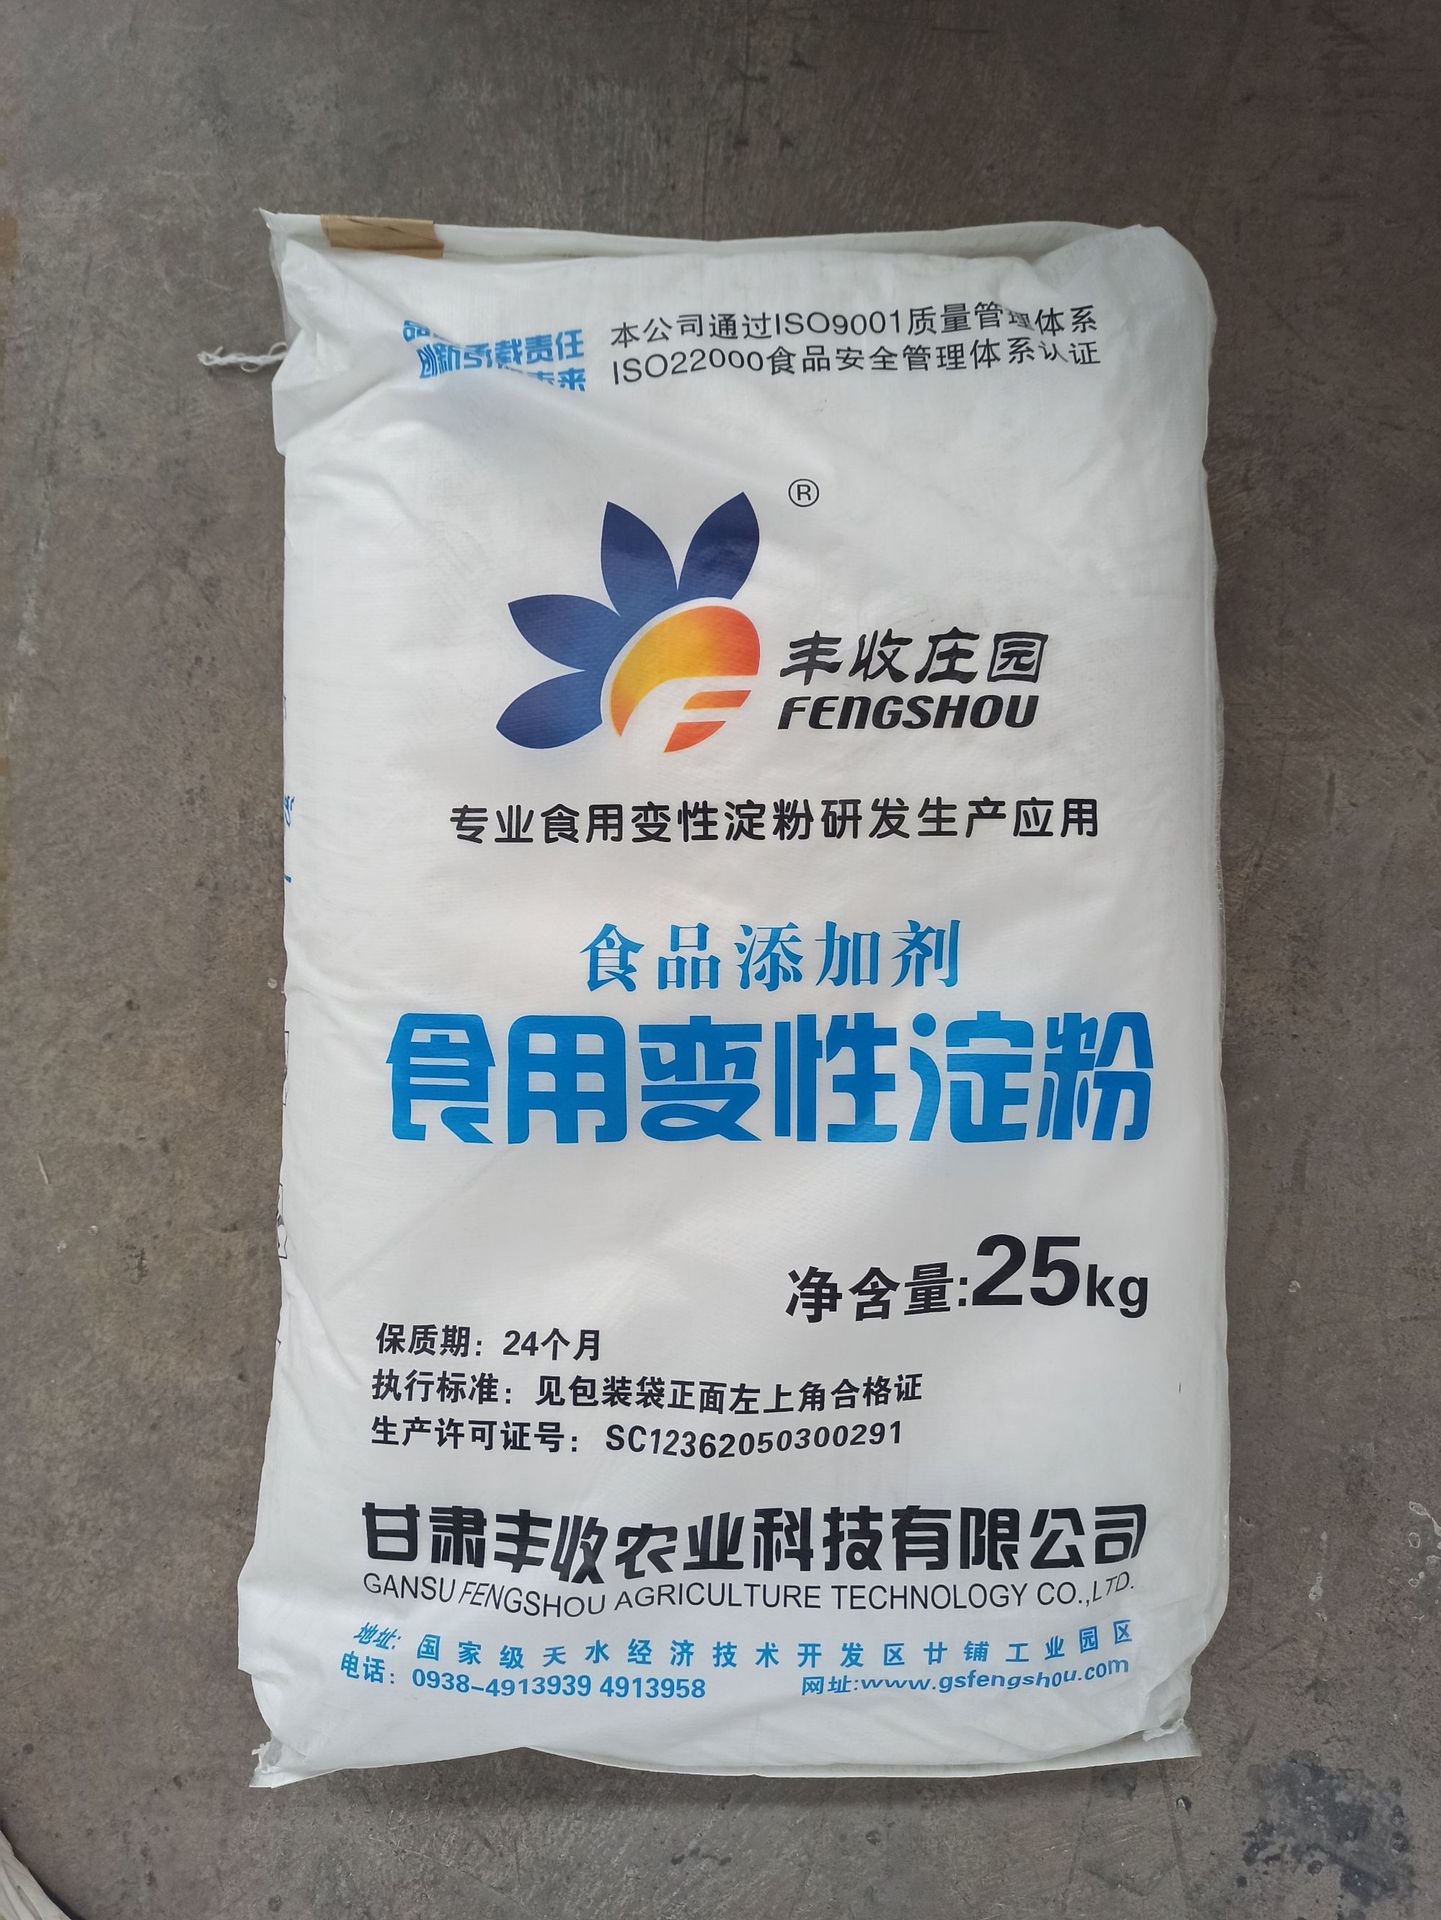 创新承载责任
本公司通过ISO9001质量管理体系
ISO22000食品安全管理体系认证
®
丰收庄园
FENGSHOU
专业食用变性淀粉研发生产应用
食品添加剂
食用变性淀粉
净含量:25kg
保质期：24个月
执行标准：见包装袋正面左上角合格证
生产许可证号：SC12362050300291
甘肃丰收农业科技有限公司
GANSU FENGSHOU AGRICULTURE TECHNOLOGY CO.,LTD.
地址：国家级天水经济技术开发区甘铺工业园区
电话：0938-4913939 4913958 网址:www.gsfengshou.com